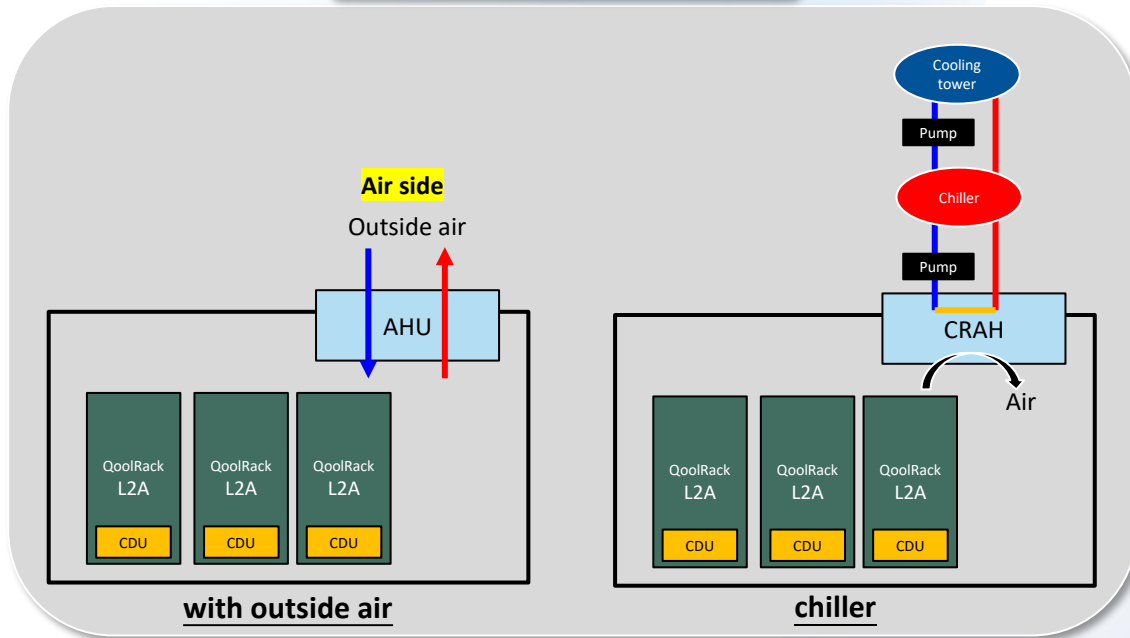 Air side
Outside air
AHU
QoolRack
L2A
CDU
QoolRack
L2A
CDU
QoolRack
L2A
CDU
with outside air
Cooling
tower
Pump
Chiller
Pump
CRAH
Air
QoolRack
L2A
CDU
QoolRack
L2A
CDU
QoolRack
L2A
CDU
chiller